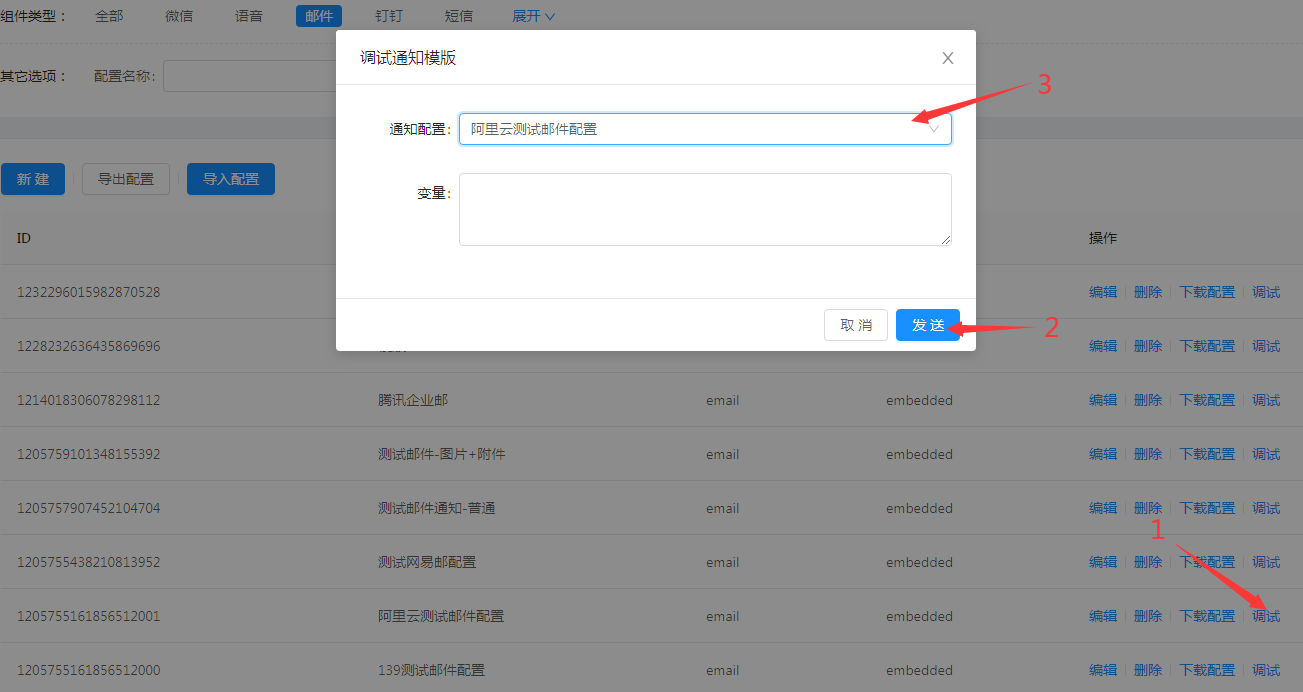 组件类型： 全部 微信 语音 邮件 钉钉 短信 展开
调试通知模版
其它选项： 配置名称:
3
通知配置: 阿里云测试邮件配置
新 建 导出配置 导入配置
变量:
ID 操作
1232296015982870528 编辑 删除 下载配置 调试
取 消 发 送 2
1228232636435869696 编辑 删除 下载配置 调试
1214018306078298112 腾讯企业邮 email embedded 编辑 删除 下载配置 调试
1205759101348155392 测试邮件-图片+附件 email embedded 编辑 删除 下载配置 调试
1205757907452104704 测试邮件通知-普通 email embedded 编辑 删除 下载配置 调试
1
1205755438210813952 测试网易邮配置 email embedded 编辑 删除 下载配置 调试
1205755161856512001 阿里云测试邮件配置 email embedded 编辑 删除 下载配置 调试
1205755161856512000 139测试邮件配置 email embedded 编辑 删除 下载配置 调试